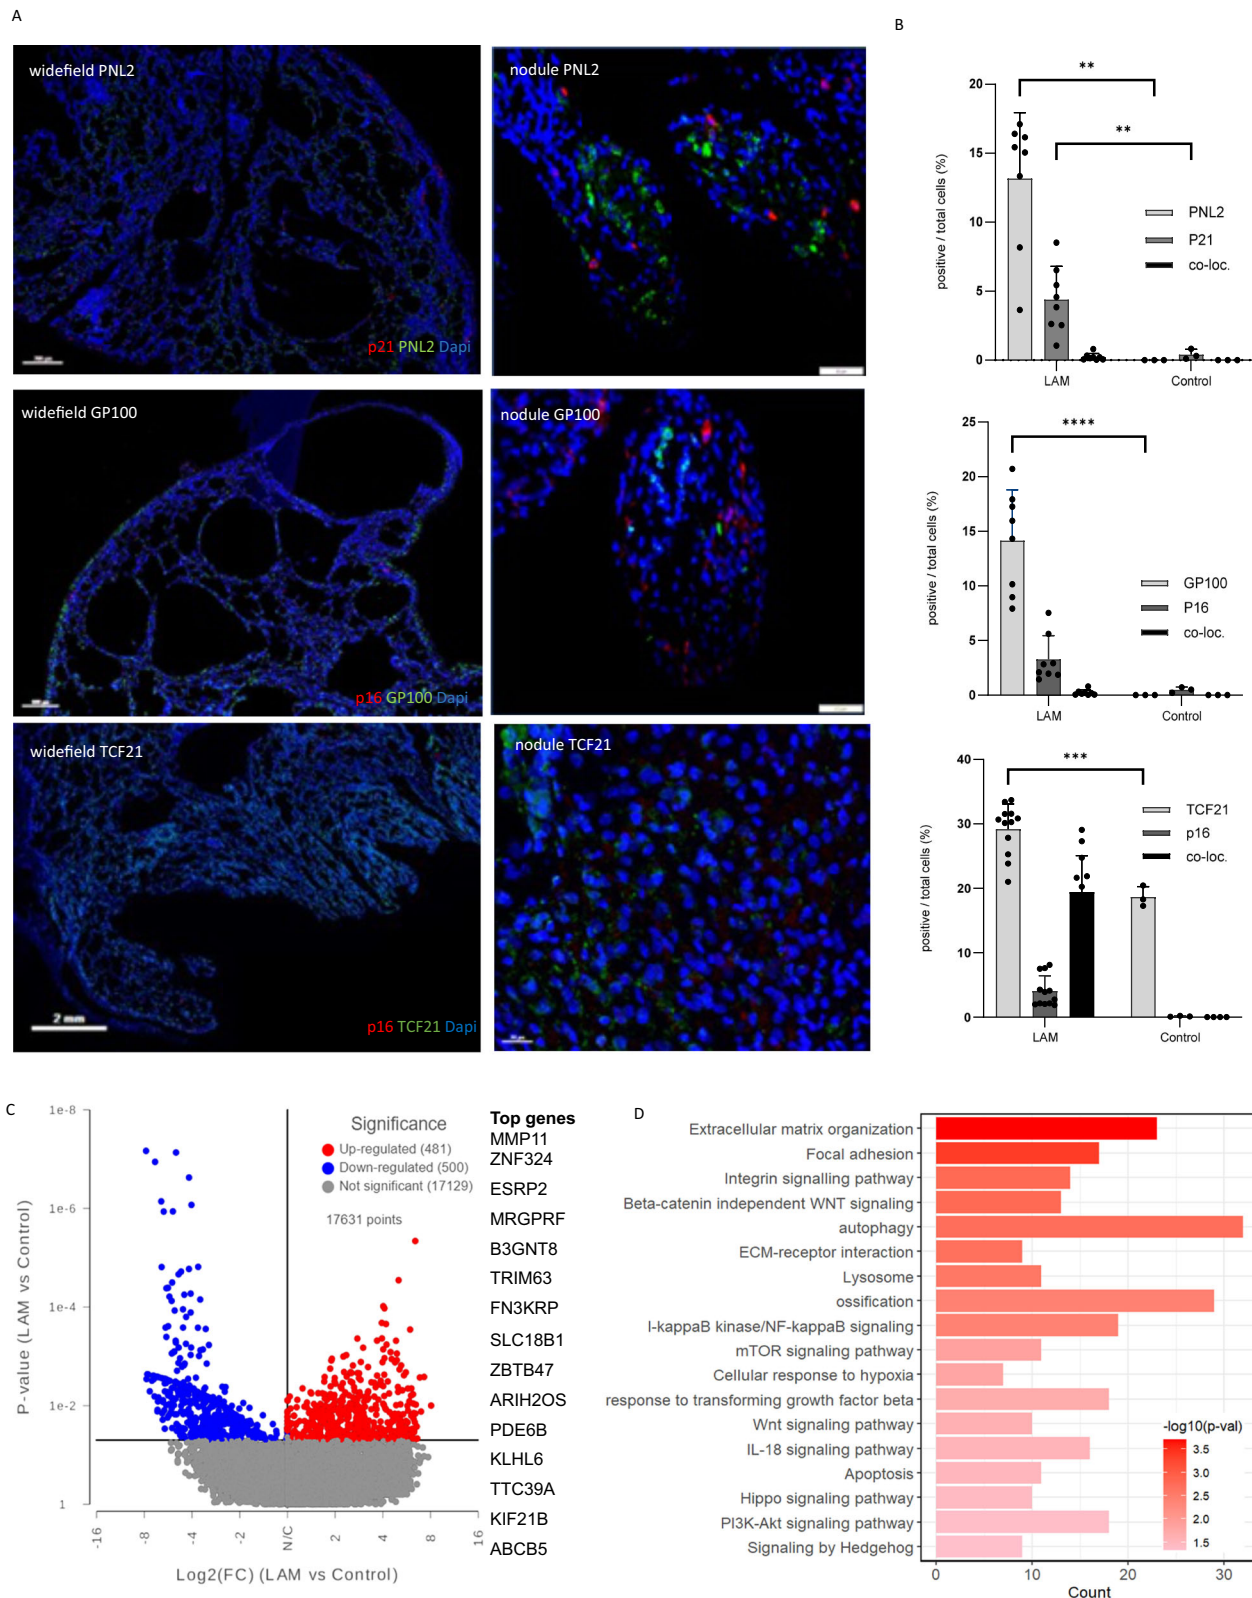 A
widefield PNL2
p21 PNL2 Dapi
nodule PNL2
widefield GP100
p16 GP100 Dapi
nodule GP100
widefield TCF21
2 mm
p16 TCF21 Dapi
nodule TCF21
B
**
**
20
15
10
5
0
positive / total cells (%)
PNL2
P21
co-loc.
LAM
Control
****
25
20
15
10
5
0
positive / total cells (%)
GP100
P16
co-loc.
LAM
Control
***
40
30
20
10
0
positive / total cells (%)
TCF21
p16
co-loc.
LAM
Control
C
1e-8
1e-6
1e-4
1e-2
1
P-value (LAM vs Control)
Significance
Up-regulated (481)
Down-regulated (500)
Not significant (17129)
17631 points
-16
-8
-4
-2
N/C
2
4
8
16
Log2(FC) (LAM vs Control)
Top genes
MMP11
ZNF324
ESRP2
MRGPRF
B3GNT8
TRIM63
FN3KRP
SLC18B1
ZBTB47
ARIH2OS
PDE6B
KLHL6
TTC39A
KIF21B
ABCB5
D
Extracellular matrix organization
Focal adhesion
Integrin signalling pathway
Beta-catenin independent WNT signaling
autophagy
ECM-receptor interaction
Lysosome
ossification
I-kappaB kinase/NF-kappaB signaling
mTOR signaling pathway
Cellular response to hypoxia
response to transforming growth factor beta
Wnt signaling pathway
IL-18 signaling pathway
Apoptosis
Hippo signaling pathway
PI3K-Akt signaling pathway
Signaling by Hedgehog
-log10(p-val)
3.5
3.0
2.5
2.0
1.5
0
10
20
30
Count